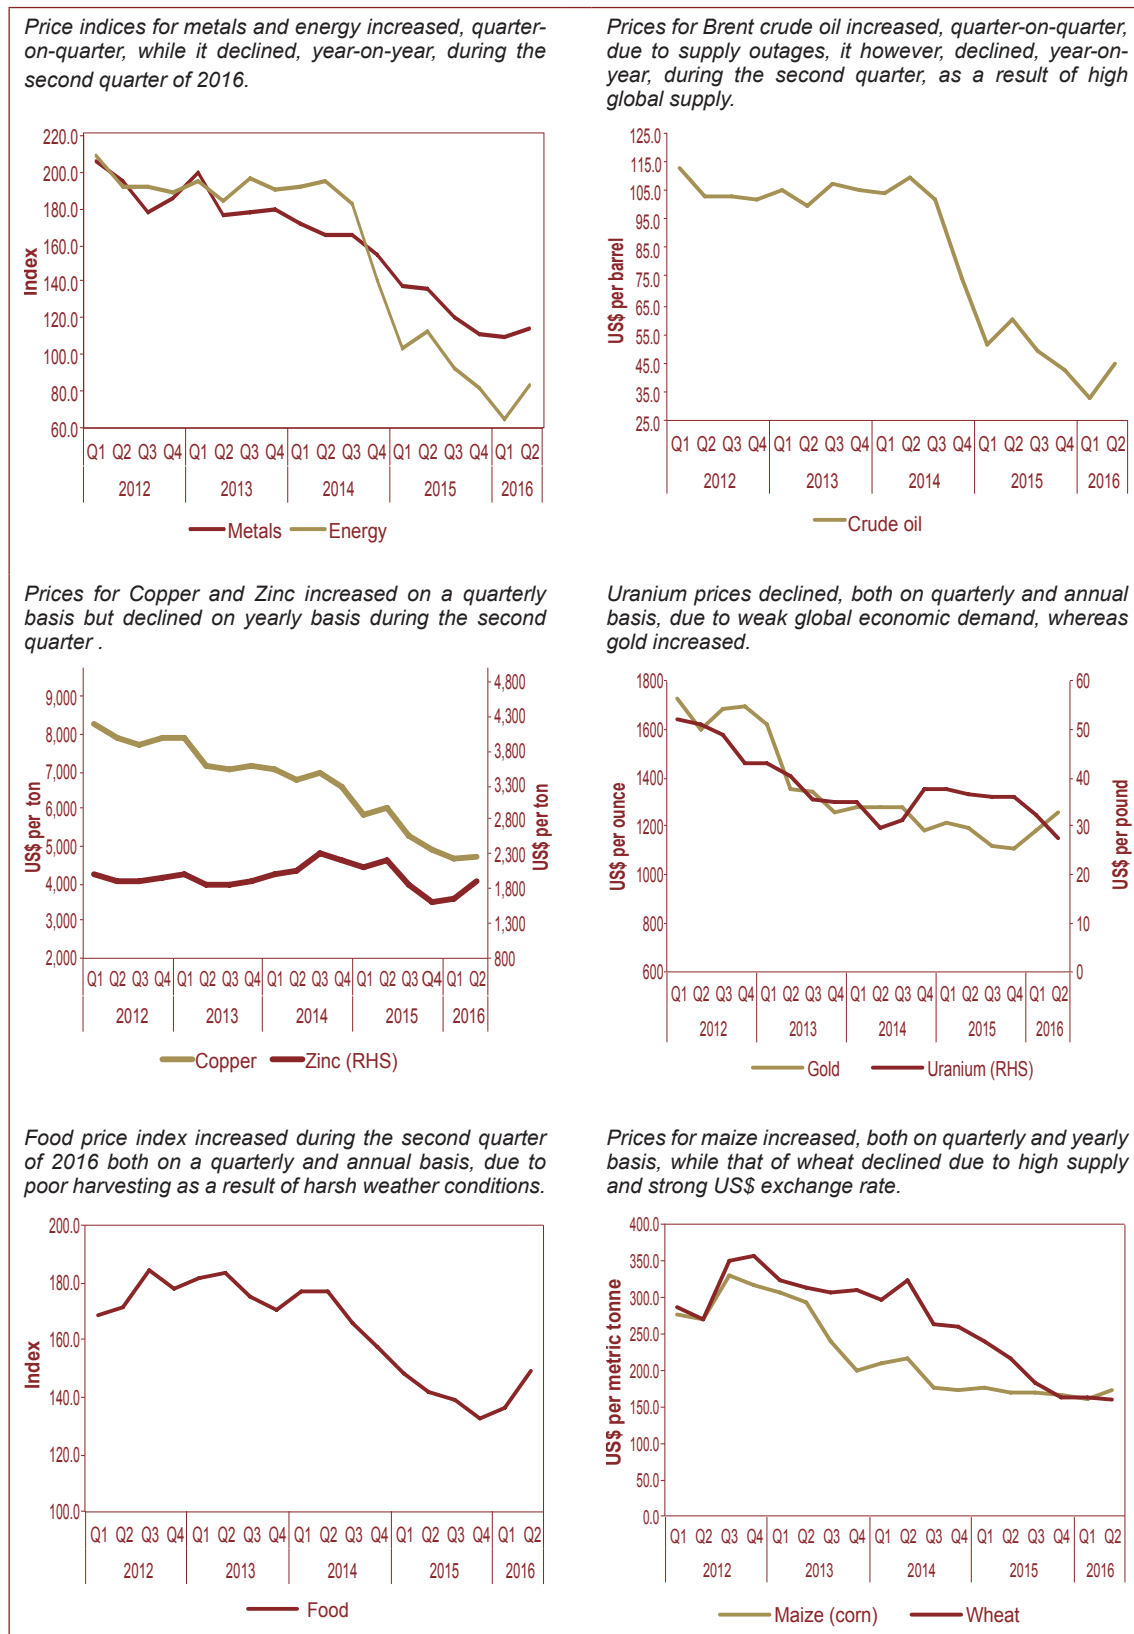 Price indices for metals and energy increased, quarter-
on-quarter, while it declined, year-on-year, during the
second quarter of 2016.
220.0
200.0
180.0
160.0
140.0
120.0
100.0
80.0
60.0
Index
Q1 Q2 Q3 Q4 Q1 Q2 Q3 Q4 Q1 Q2 Q3 Q4 Q1 Q2 Q3 Q4 Q1 Q2
2012 2013 2014 2015 2016
Metals Energy
Prices for Brent crude oil increased, quarter-on-quarter,
due to supply outages, it however, declined, year-on-
year, during the second quarter, as a result of high
global supply.
125.0
115.0
105.0
95.0
85.0
75.0
65.0
55.0
45.0
35.0
25.0
US$ per barrel
Q1 Q2 Q3 Q4 Q1 Q2 Q3 Q4 Q1 Q2 Q3 Q4 Q1 Q2 Q3 Q4 Q1 Q2
2012 2013 2014 2015 2016
Crude oil
Prices for Copper and Zinc increased on a quarterly
basis but declined on yearly basis during the second
quarter .
9,000
8,000
7,000
6,000
5,000
4,000
3,000
2,000
US$ per ton
4,800
4,300
3,800
3,300
2,800
2,300
1,800
1,300
800
US$ per ton
Q1 Q2 Q3 Q4 Q1 Q2 Q3 Q4 Q1 Q2 Q3 Q4 Q1 Q2 Q3 Q4 Q1 Q2
2012 2013 2014 2015 2016
Copper Zinc (RHS)
Uranium prices declined, both on quarterly and annual
basis, due to weak global economic demand, whereas
gold increased.
1800
1600
1400
1200
1000
800
600
US$ per ounce
60
50
40
30
20
10
0
US$ per pound
Q1 Q2 Q3 Q4 Q1 Q2 Q3 Q4 Q1 Q2 Q3 Q4 Q1 Q2 Q3 Q4 Q1 Q2
2012 2013 2014 2015 2016
Gold Uranium (RHS)
Food price index increased during the second quarter
of 2016 both on a quarterly and annual basis, due to
poor harvesting as a result of harsh weather conditions.
200.0
180.0
160.0
140.0
120.0
100.0
Index
Q1 Q2 Q3 Q4 Q1 Q2 Q3 Q4 Q1 Q2 Q3 Q4 Q1 Q2 Q3 Q4 Q1 Q2
2012 2013 2014 2015 2016
Food
Prices for maize increased, both on quarterly and yearly
basis, while that of wheat declined due to high supply
and strong US$ exchange rate.
400.0
350.0
300.0
250.0
200.0
150.0
100.0
50.0
0.0
US$ per metric tonne
Q1 Q2 Q3 Q4 Q1 Q2 Q3 Q4 Q1 Q2 Q3 Q4 Q1 Q2 Q3 Q4 Q1 Q2
2012 2013 2014 2015 2016
Maize (corn) Wheat